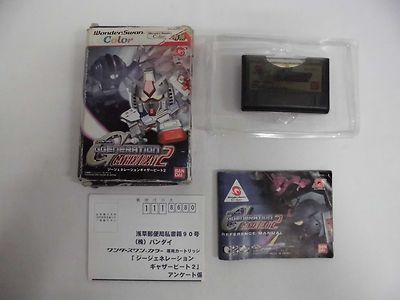 WonderSwan
Color
GGENERATION
GATHER BEAT 2
ジージェネレーションギャザービート2
BAN
DAI
1118680
浅草郵便局私書箱90号
(株)バンダイ
ワンダースワン カラー 専用カートリッジ
「ジージェネレーション
ギャザービート2」
アンケート係
GGENERATION
GATHER BEAT 2
REFERENCE MANUAL